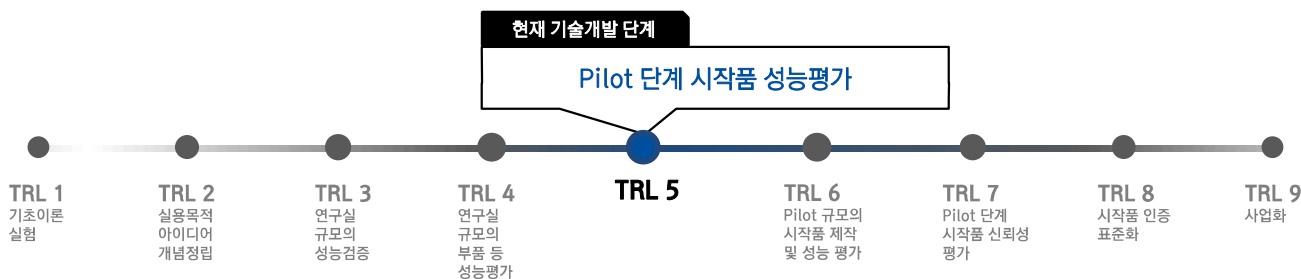 현재 기술개발 단계
Pilot 단계 시작품 성능평가
TRL 1
기초이론
실험
TRL 2
실용목적
아이디어
개념정립
TRL 3
연구실
규모의
성능검증
TRL 4
연구실
규모의
부품 등
성능평가
TRL 5
TRL 6
Pilot 규모의
시작품 제작
및 성능 평가
TRL 7
Pilot 단계
시작품 신뢰성
평가
TRL 8
시작품 인증
표준화
TRL 9
사업화